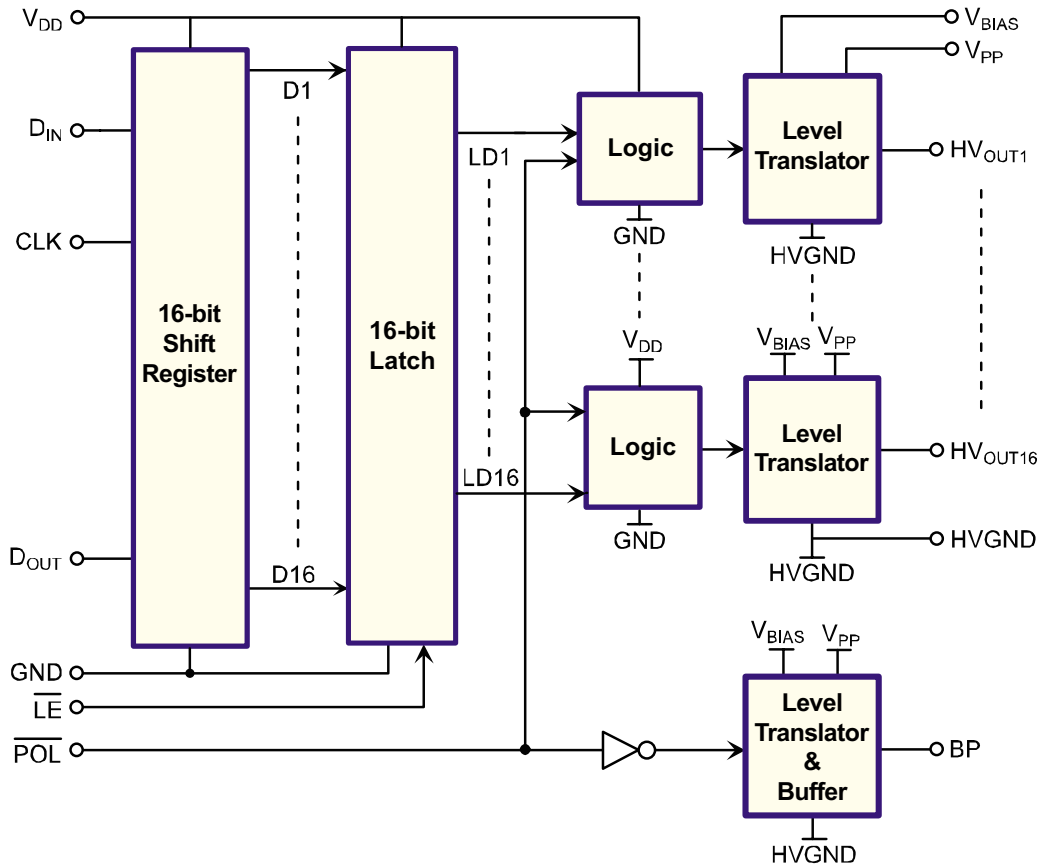 VDD
DIN
CLK
DOUT
GND
LE
POL
16-bit
Shift
Register
D1
D16
16-bit
Latch
LD1
LD16
Logic
GND
VDD
Logic
GND
VBIAS
VPP
Level
Translator
HVOUT1
HVGND
VBIAS
VPP
Level
Translator
HVOUT16
HVGND
HVGND
VBIAS
VPP
Level
Translator
&
Buffer
BP
HVGND